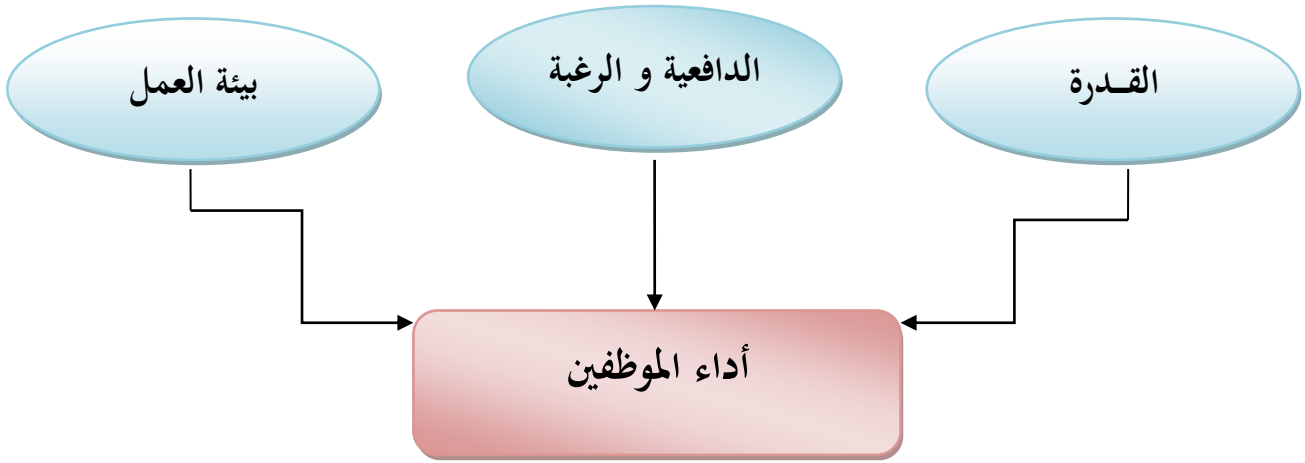 القـدرة
الدافعية و الرغبة
بيئة العمل
أداء الموظفين